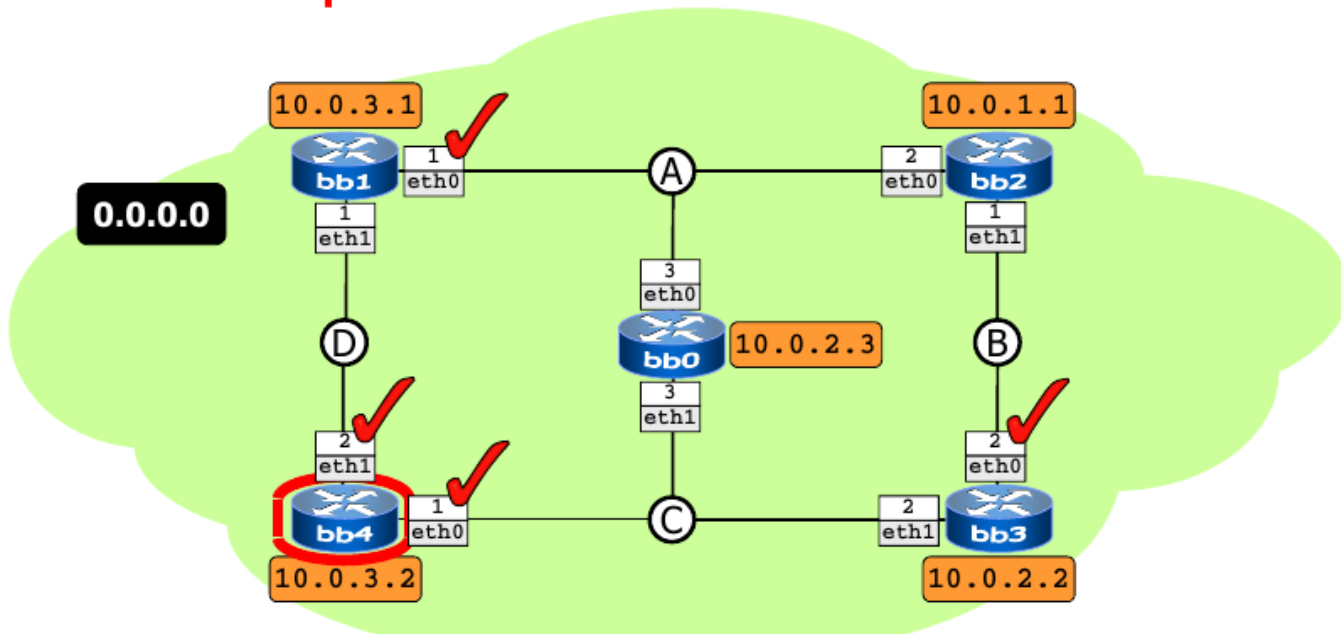 10.0.3.1
10.0.1.1
1
eth0
2
eth0
bb1
A
bb2
0.0.0.0
1
eth1
1
eth1
3
eth0
D
bb0
10.0.2.3
B
3
eth1
2
eth1
2
eth0
bb4
1
eth0
C
2
eth1
bb3
10.0.3.2
10.0.2.2